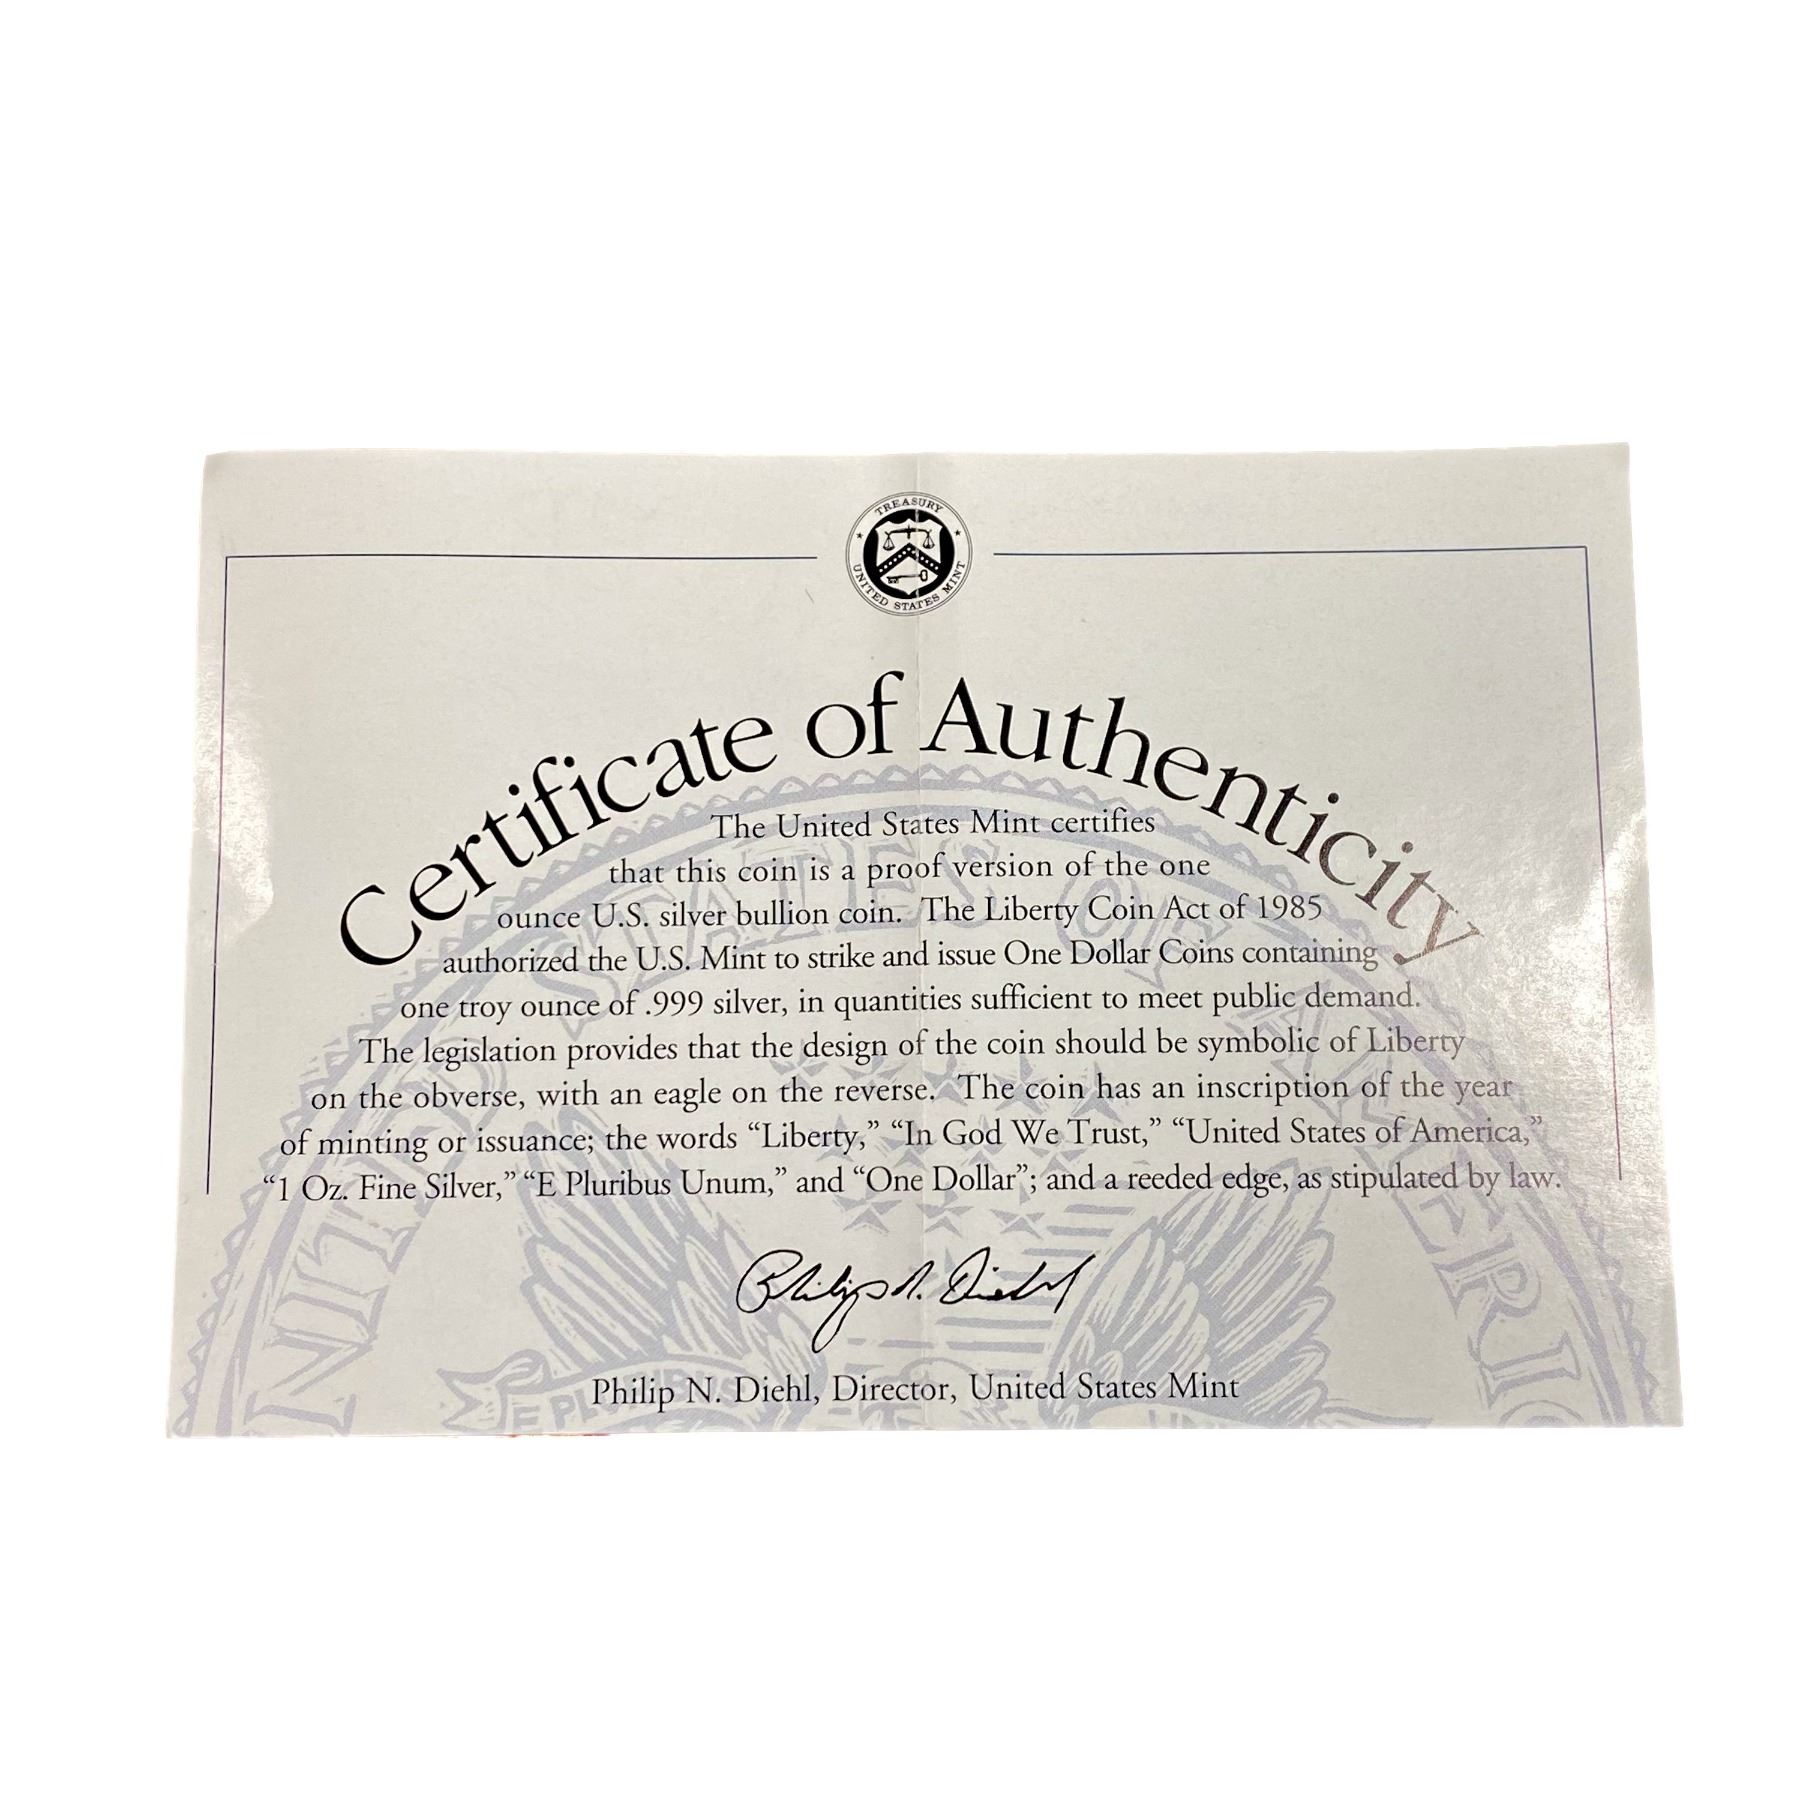 TREASURY
UNITED STATES MINT
Certificate of Authenticity
The United States Mint certifies
that this coin is a proof version of the one
ounce U.S. silver bullion coin. The Liberty Coin Act of 1985
authorized the U.S. Mint to strike and issue One Dollar Coins containing
one troy ounce of .999 silver, in quantities sufficient to meet public demand.
The legislation provides that the design of the coin should be symbolic of Liberty
on the obverse, with an eagle on the reverse. The coin has an inscription of the year
of minting or issuance; the words “Liberty,” “In God We Trust,” “United States of America,”
“1 Oz. Fine Silver,” “E Pluribus Unum,” and “One Dollar”; and a reeded edge, as stipulated by law.
Philip N. Diehl
Philip N. Diehl, Director, United States Mint